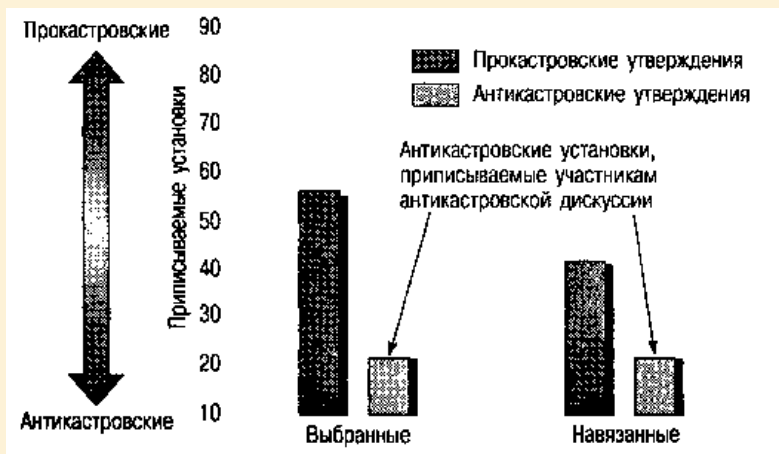 Прокастровские
90
80
70
60
50
40
30
20
10
Приписываемые установки
Антикастровские
Прокастровские утверждения
Антикастровские утверждения
Антикастровские установки,
приписываемые участникам
антикастровской дискуссии
Выбранные
Навязанные